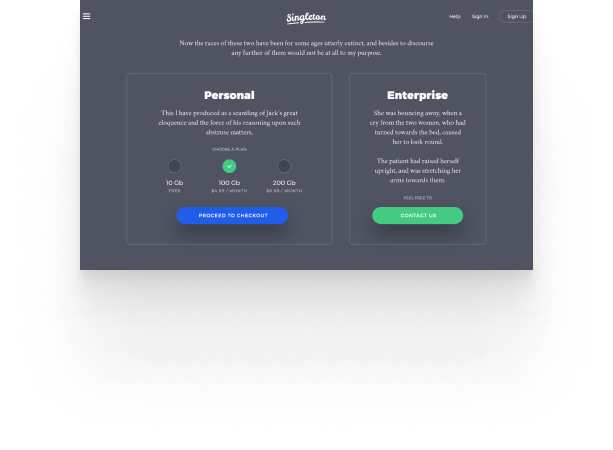 Singleton
Help
Sign In
Sign Up
Now the races of these two have been for some ages utterly extinct, and besides to discourse
any further of them would not be at all to my purpose.
Personal
This I have produced as a scantling of Jack's great
eloquence and the force of his reasoning upon such
abstruse matters.
CHOOSE A PLAN
10 Gb
FREE
100 Gb
$4.99 / MONTH
200 Gb
$5.99 / MONTH
PROCEED TO CHECKOUT
Enterprise
She was bouncing away, when a
cry from the two women, who had
turned towards the bed, caused
her to look round.
The patient had raised herself
upright, and was stretching her
arms towards them.
FEEL FREE TO
CONTACT US